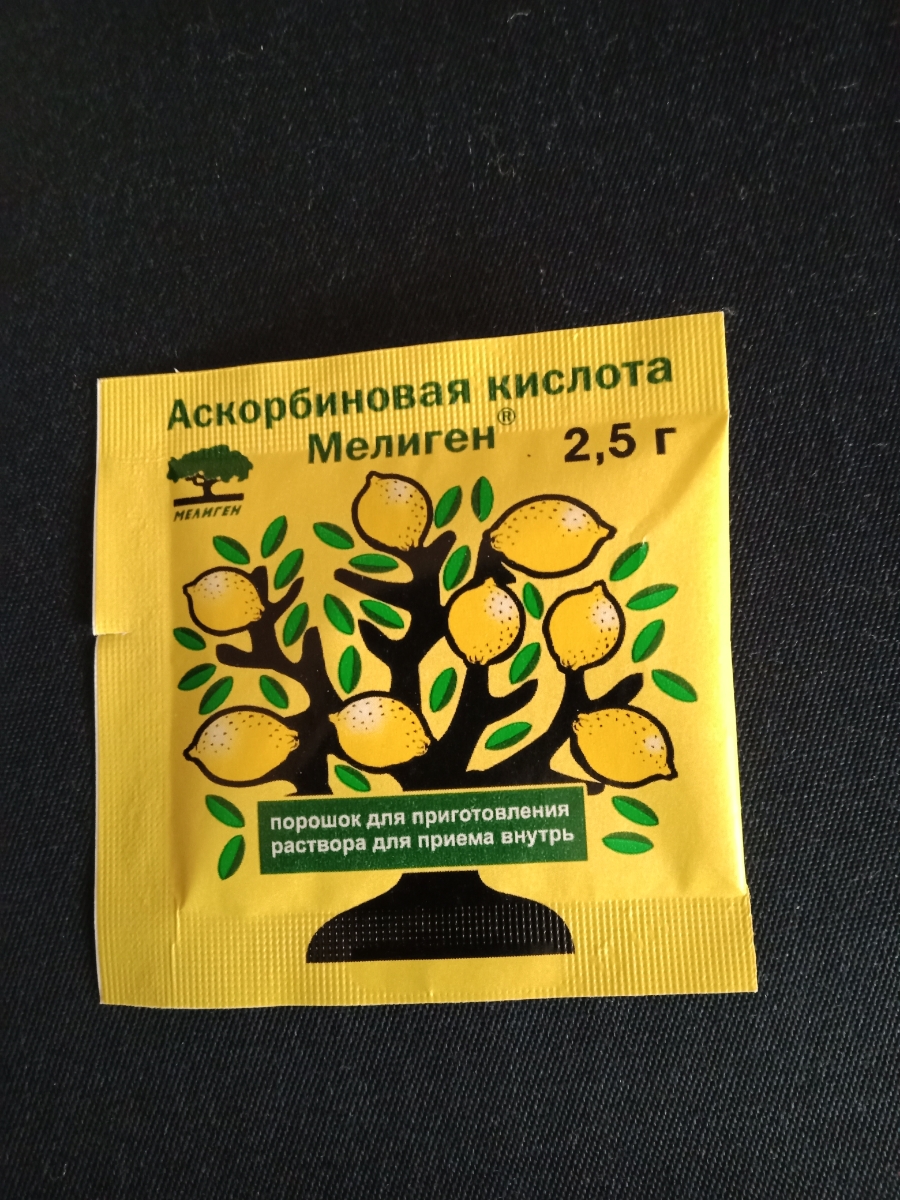 Аскорбиновая кислота
Мелиген®
2,5 г
МЕЛИГЕН
порошок для приготовления
раствора для приема внутрь